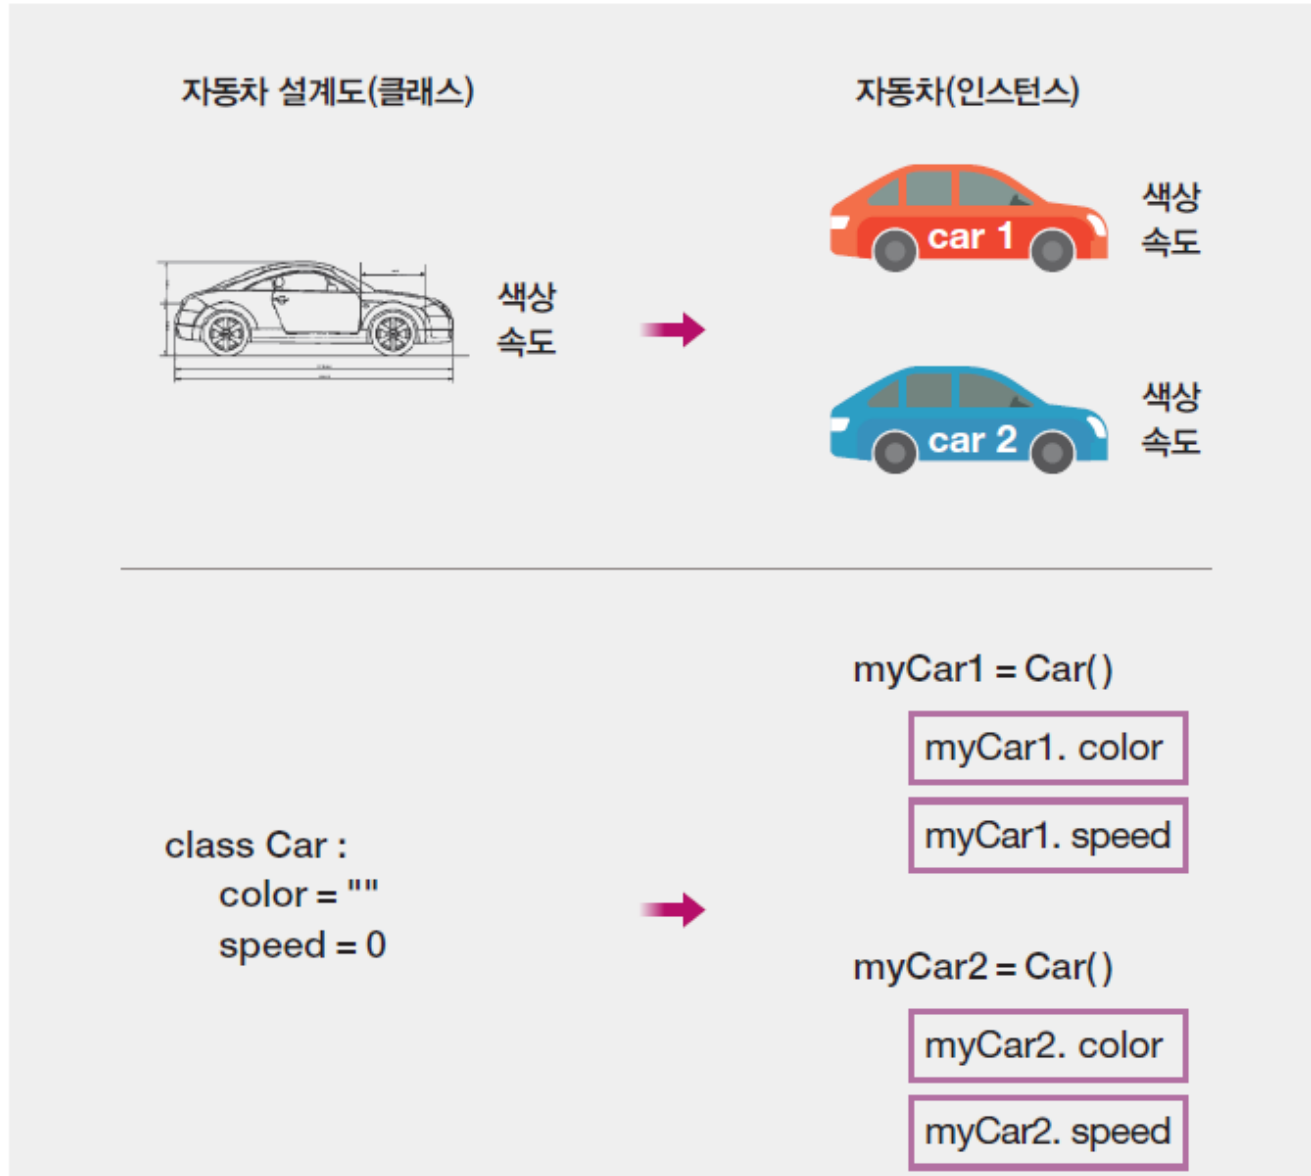 자동차 설계도(클래스)
자동차(인스턴스)
색상
속도
car 1
색상
속도
car 2
색상
속도
class Car :
color = ""
speed = 0
myCar1 = Car( )
myCar1. color
myCar1. speed
myCar2 = Car( )
myCar2. color
myCar2. speed